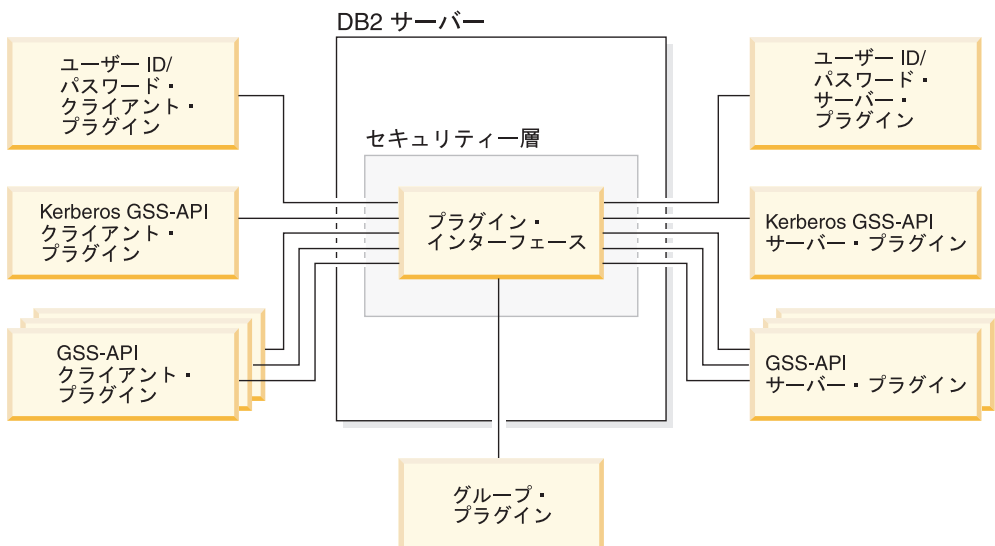 DB2 サーバー
ユーザー ID/
パスワード・
クライアント・
プラグイン
ユーザー ID/
パスワード・
サーバー・
プラグイン
セキュリティー層
Kerberos GSS-API
クライアント・
プラグイン
プラグイン・
インターフェース
Kerberos GSS-API
サーバー・プラグイン
GSS-API
クライアント・
プラグイン
GSS-API
サーバー・プラグイン
グループ・
プラグイン